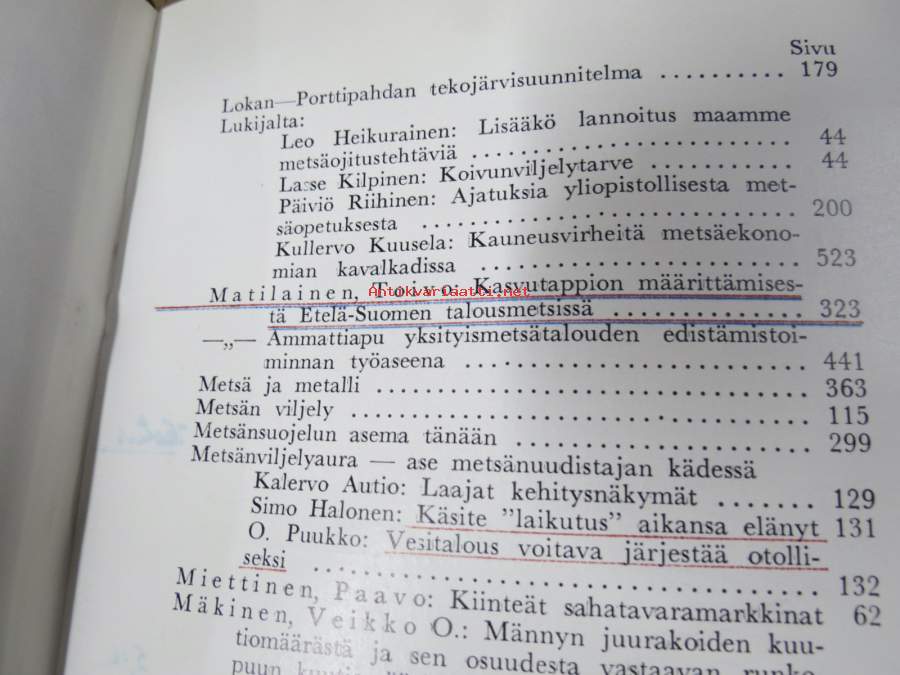 Sivu
Lokan—Porttipahdan tekojärvisuunnitelma .......... 179
Lukijalta:
Leo Heikurainen: Lisääkö lannoitus maamme
metsäojitustehtäviä .......................... 44
Lasse Kilpinen: Koivunviljelytarve ........... 44
Päiviö Riihinen: Ajatuksia yliopistollisesta met-
säopetuksesta .............................. 200
Kullervo Kuusela: Kauneusvirheitä metsäekono-
mian kavalkadissa .......................... 523
Matilainen, Toivo: Kasvutappion määrittämises-
Antokvariaatti.net
tä Etelä-Suomen talousmetsissä .............. 323
—„— Ammattiapu yksityismetsätalouden edistämistoi-
minnan työaseena ........................... 441
Metsä ja metalli ................................ 363
Metsän viljely .................................. 115
Metsänsuojelun asema tänään ...................... 299
Metsänviljelyaura — ase metsänuudistajan kädessä
Kalervo Autio: Laajat kehitysnäkymät ....... 129
Simo Halonen: Käsite ”laikutus” aikansa elänyt 131
O. Puukko: Vesitalous voitava järjestää otolli-
seksi .................................... 132
Miettinen, Paavo: Kiinteät sahatavaramarkkinat 62
Mäkinen, Veikko O.: Männyn juurakoiden kuu-
tiomäärästä ja sen osuudesta vastaavan runko-
puun